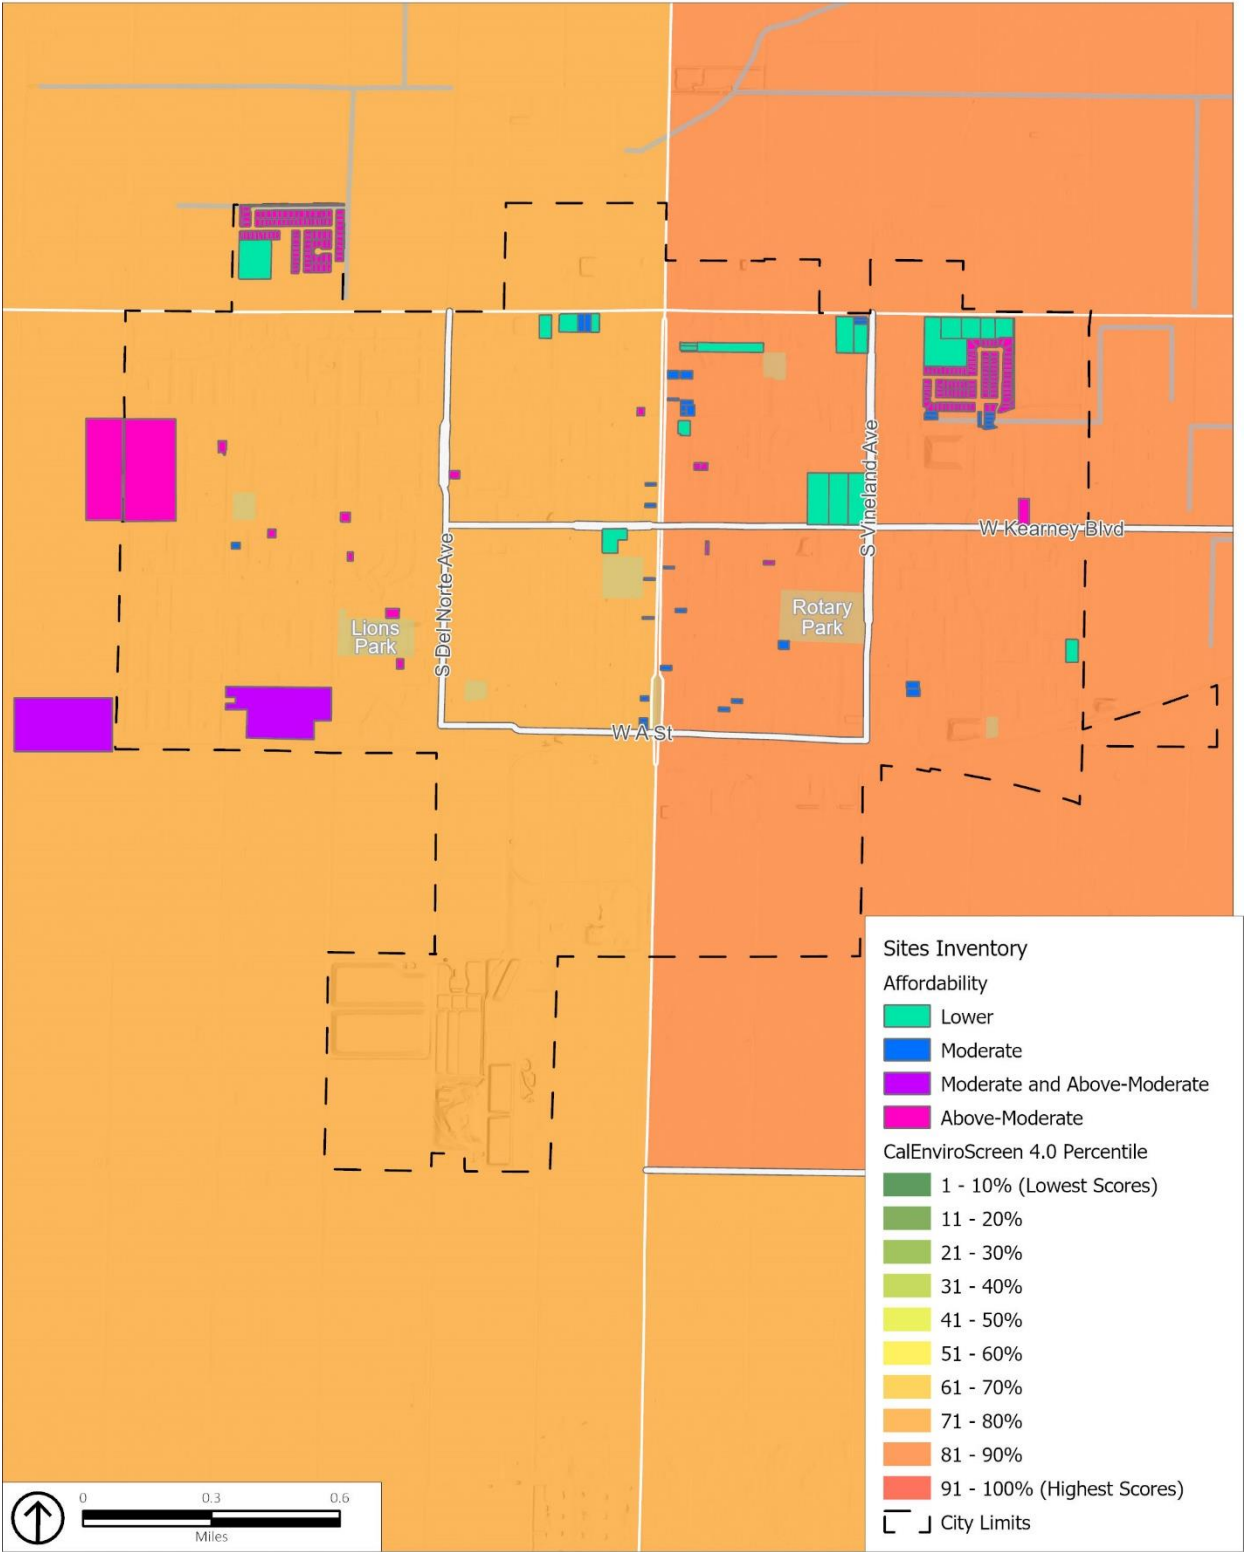 S Vineland Ave
W Kearney Blvd
S Del Norte Ave
Rotary
Park
Lions
Park
W A St
Sites Inventory
Affordability
Lower
Moderate
Moderate and Above-Moderate
Above-Moderate
CalEnviroScreen 4.0 Percentile
1 - 10% (Lowest Scores)
11 - 20%
21 - 30%
31 - 40%
41 - 50%
51 - 60%
61 - 70%
71 - 80%
81 - 90%
91 - 100% (Highest Scores)
City Limits
0 0.3 0.6
Miles